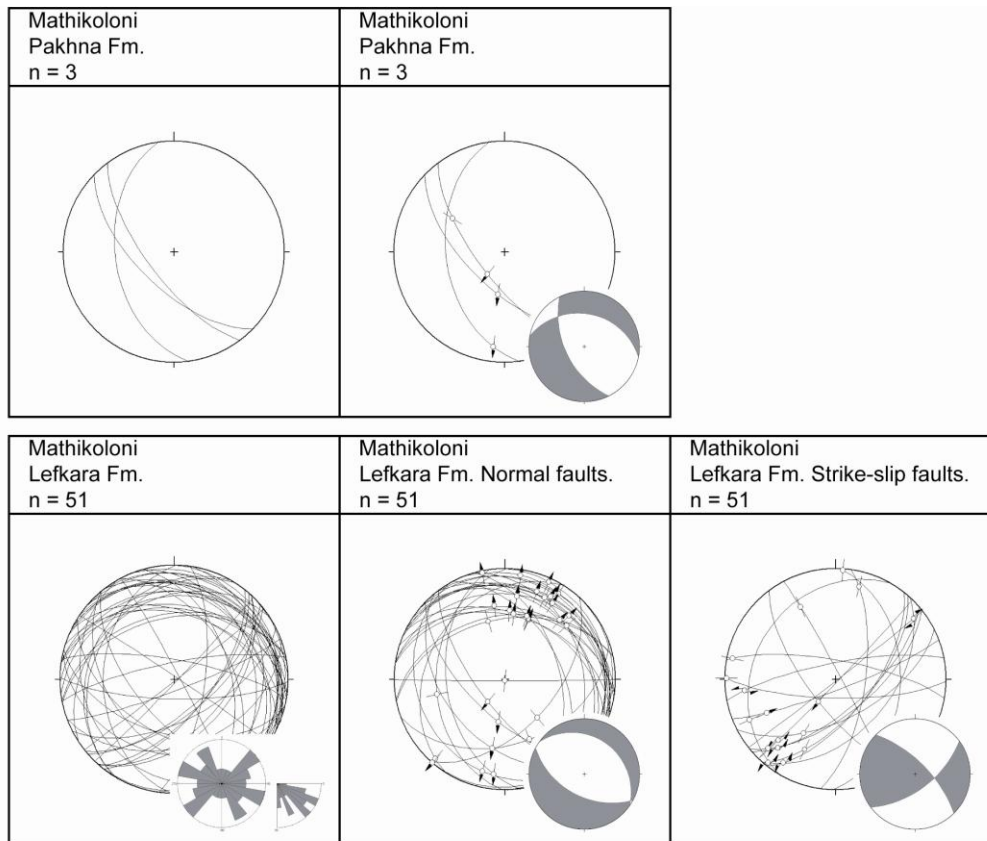 Mathikoloni
Pakhna Fm.
n = 3
Mathikoloni
Pakhna Fm.
n = 3
Mathikoloni
Lefkara Fm.
n = 51
Mathikoloni
Lefkara Fm. Normal faults.
n = 51
Mathikoloni
Lefkara Fm. Strike-slip faults.
n = 51